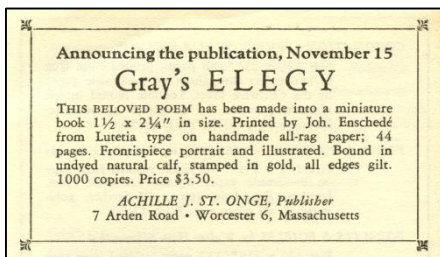 Announcing the publication, November 15
Gray's ELEGY
THIS BELOVED POEM has been made into a miniature
book 1½ x 2¼″ in size. Printed by Joh. Enschedé
from Lutetia type on handmade all-rag paper; 44
pages. Frontispiece portrait and illustrated. Bound in
undyed natural calf, stamped in gold, all edges gilt.
1000 copies. Price $3.50.
ACHILLE J. ST. ONGE, Publisher
7 Arden Road • Worcester 6, Massachusetts